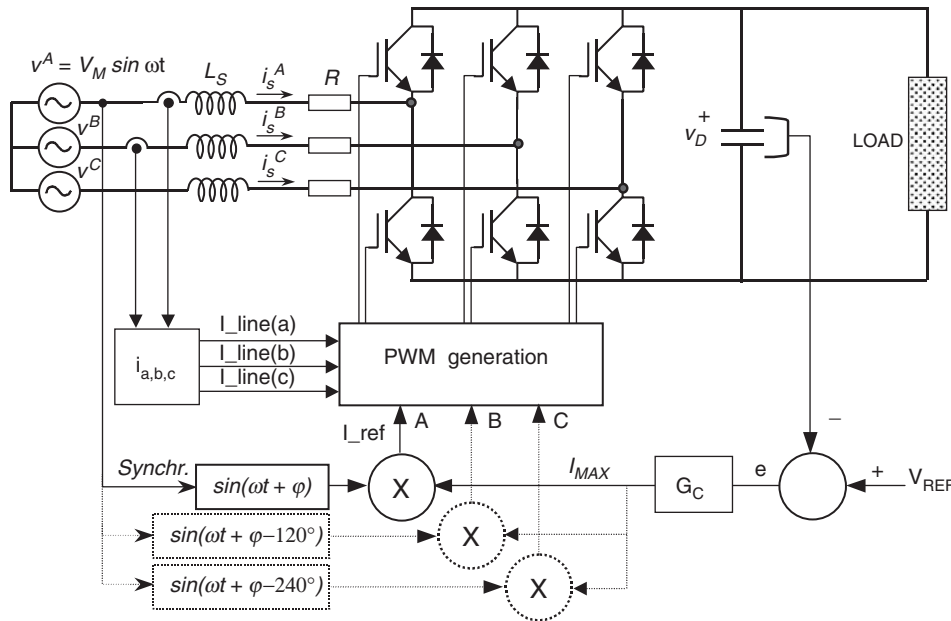 v^A = V_M sin ωt
L_S
i_s^A
R
v^B
i_s^B
v^C
i_s^C
+
v_D
LOAD
I_line(a)
I_line(b)
I_line(c)
i_a,b,c
PWM generation
A
B
C
I_ref
–
Synchr.
sin(ωt + φ)
X
I_MAX
G_C
e
+
V_REF
sin(ωt + φ–120°)
X
sin(ωt + φ–240°)
X